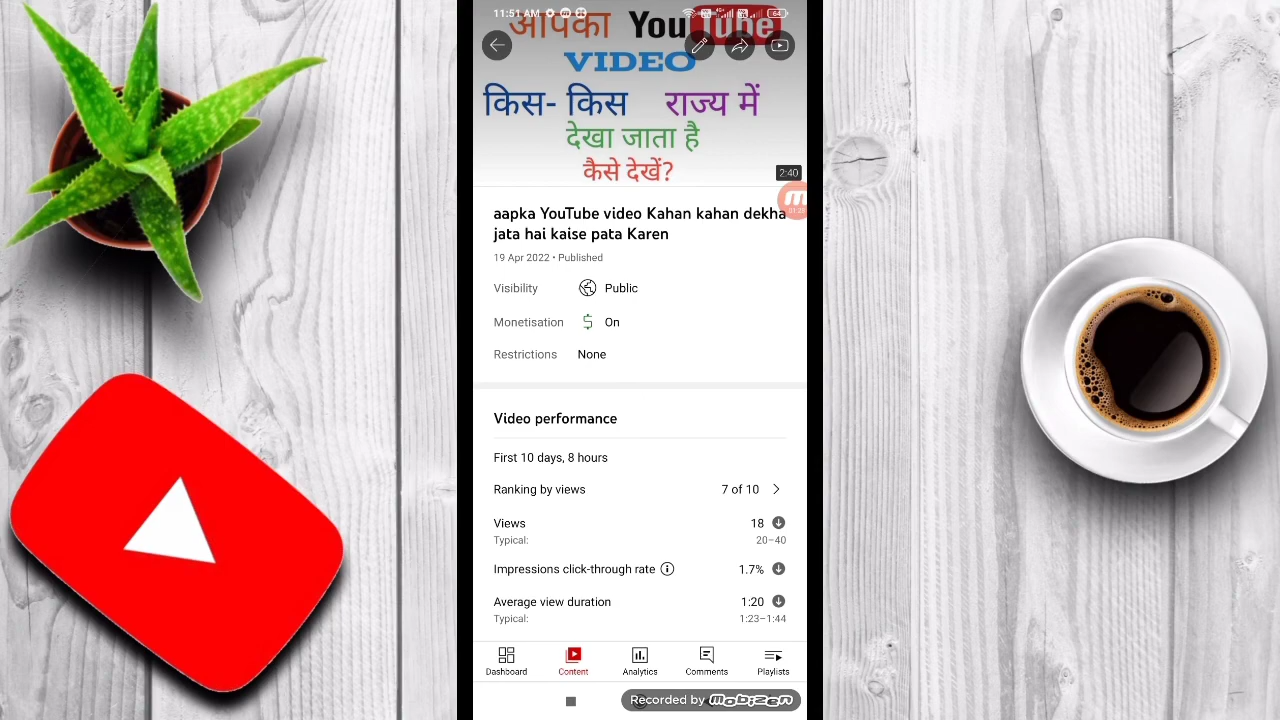 11:51 AM
64
आपका YouTube
VIDEO
किस- किस राज्य में
देखा जाता है
कैसे देखें?
2:40
aapka YouTube video Kahan kahan dekha
jata hai kaise pata Karen
19 Apr 2022 • Published
Visibility Public
Monetisation On
Restrictions None
Video performance
First 10 days, 8 hours
Ranking by views 7 of 10
Views 18
Typical: 20–40
Impressions click-through rate 1.7%
Average view duration 1:20
Typical: 1:23–1:44
Dashboard Content Analytics Comments Playlists
Recorded by mobizen